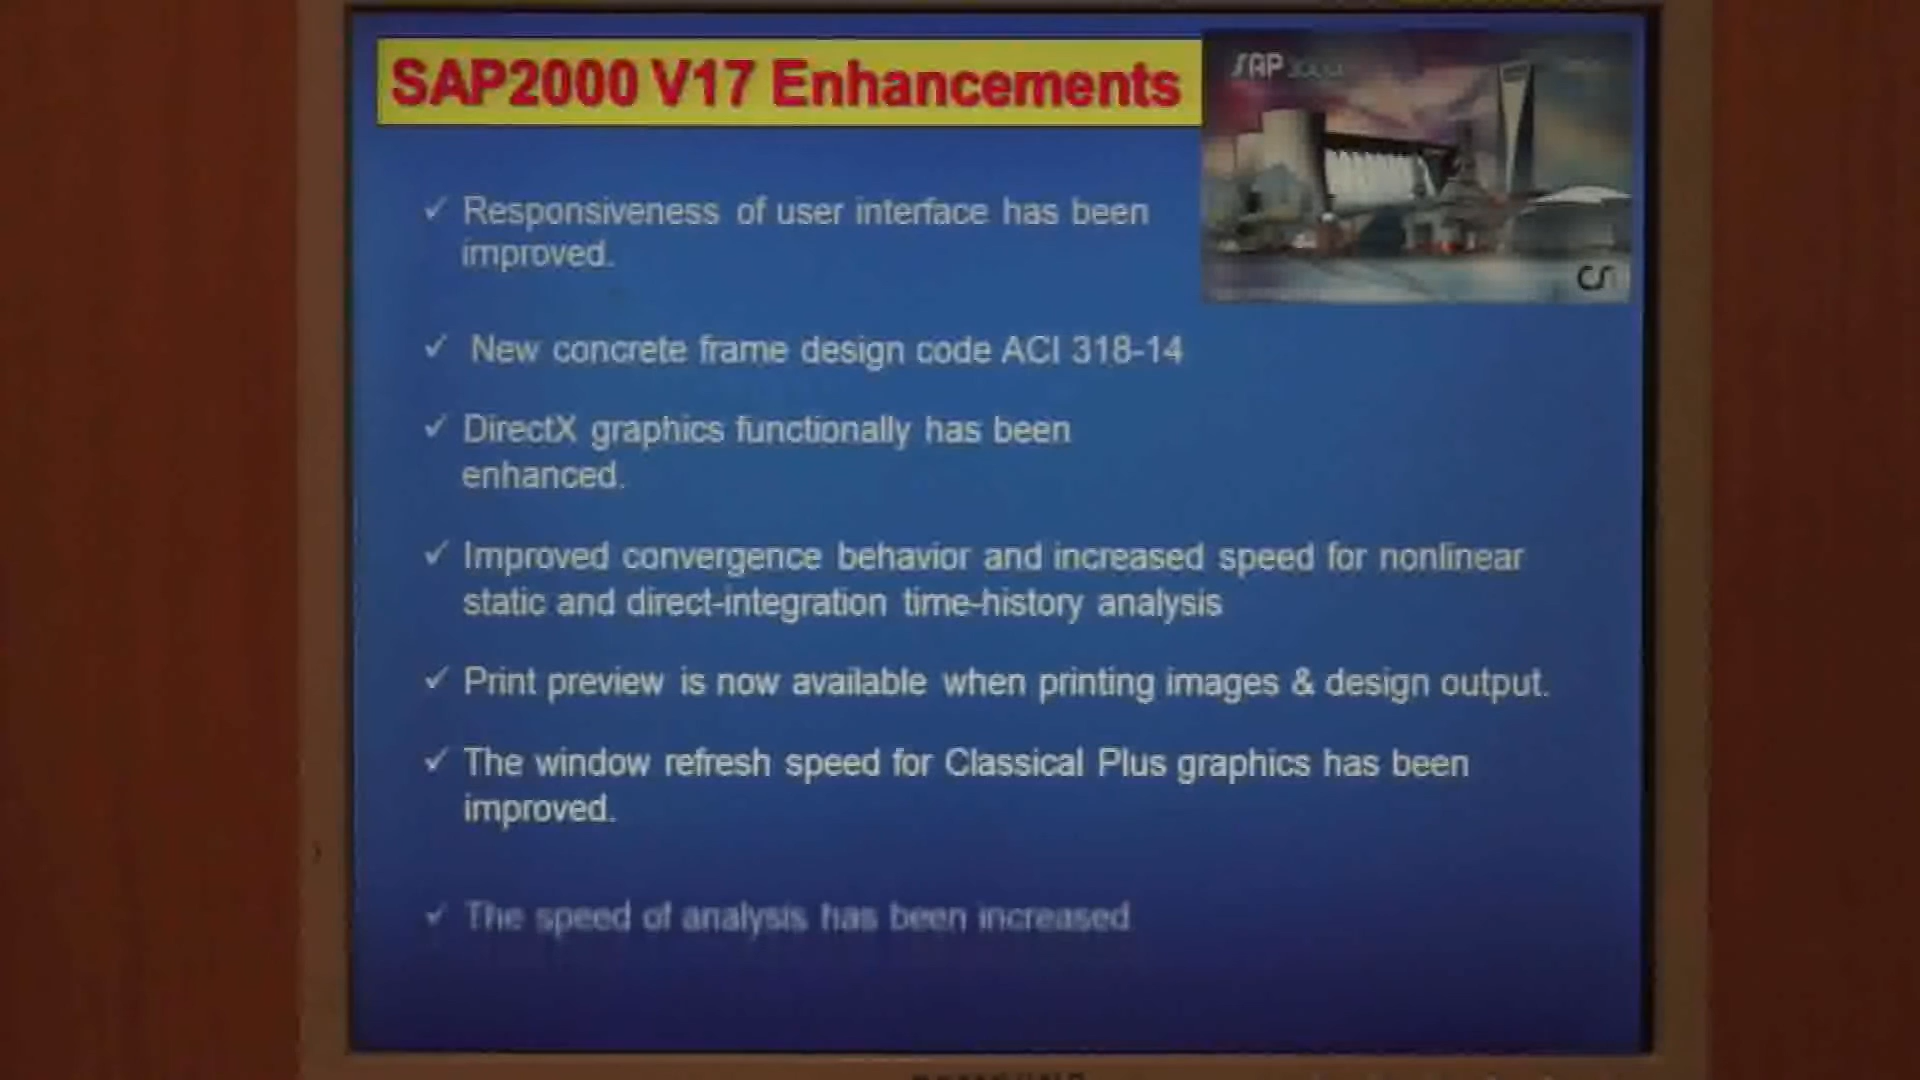 SAP2000 V17 Enhancements
SAP2000
✓ Responsiveness of user interface has been
improved.
CSi
✓ New concrete frame design code ACI 318-14
✓ DirectX graphics functionally has been
enhanced.
✓ Improved convergence behavior and increased speed for nonlinear
static and direct-integration time-history analysis
✓ Print preview is now available when printing images & design output.
✓ The window refresh speed for Classical Plus graphics has been
improved.
✓ The speed of analysis has been increased